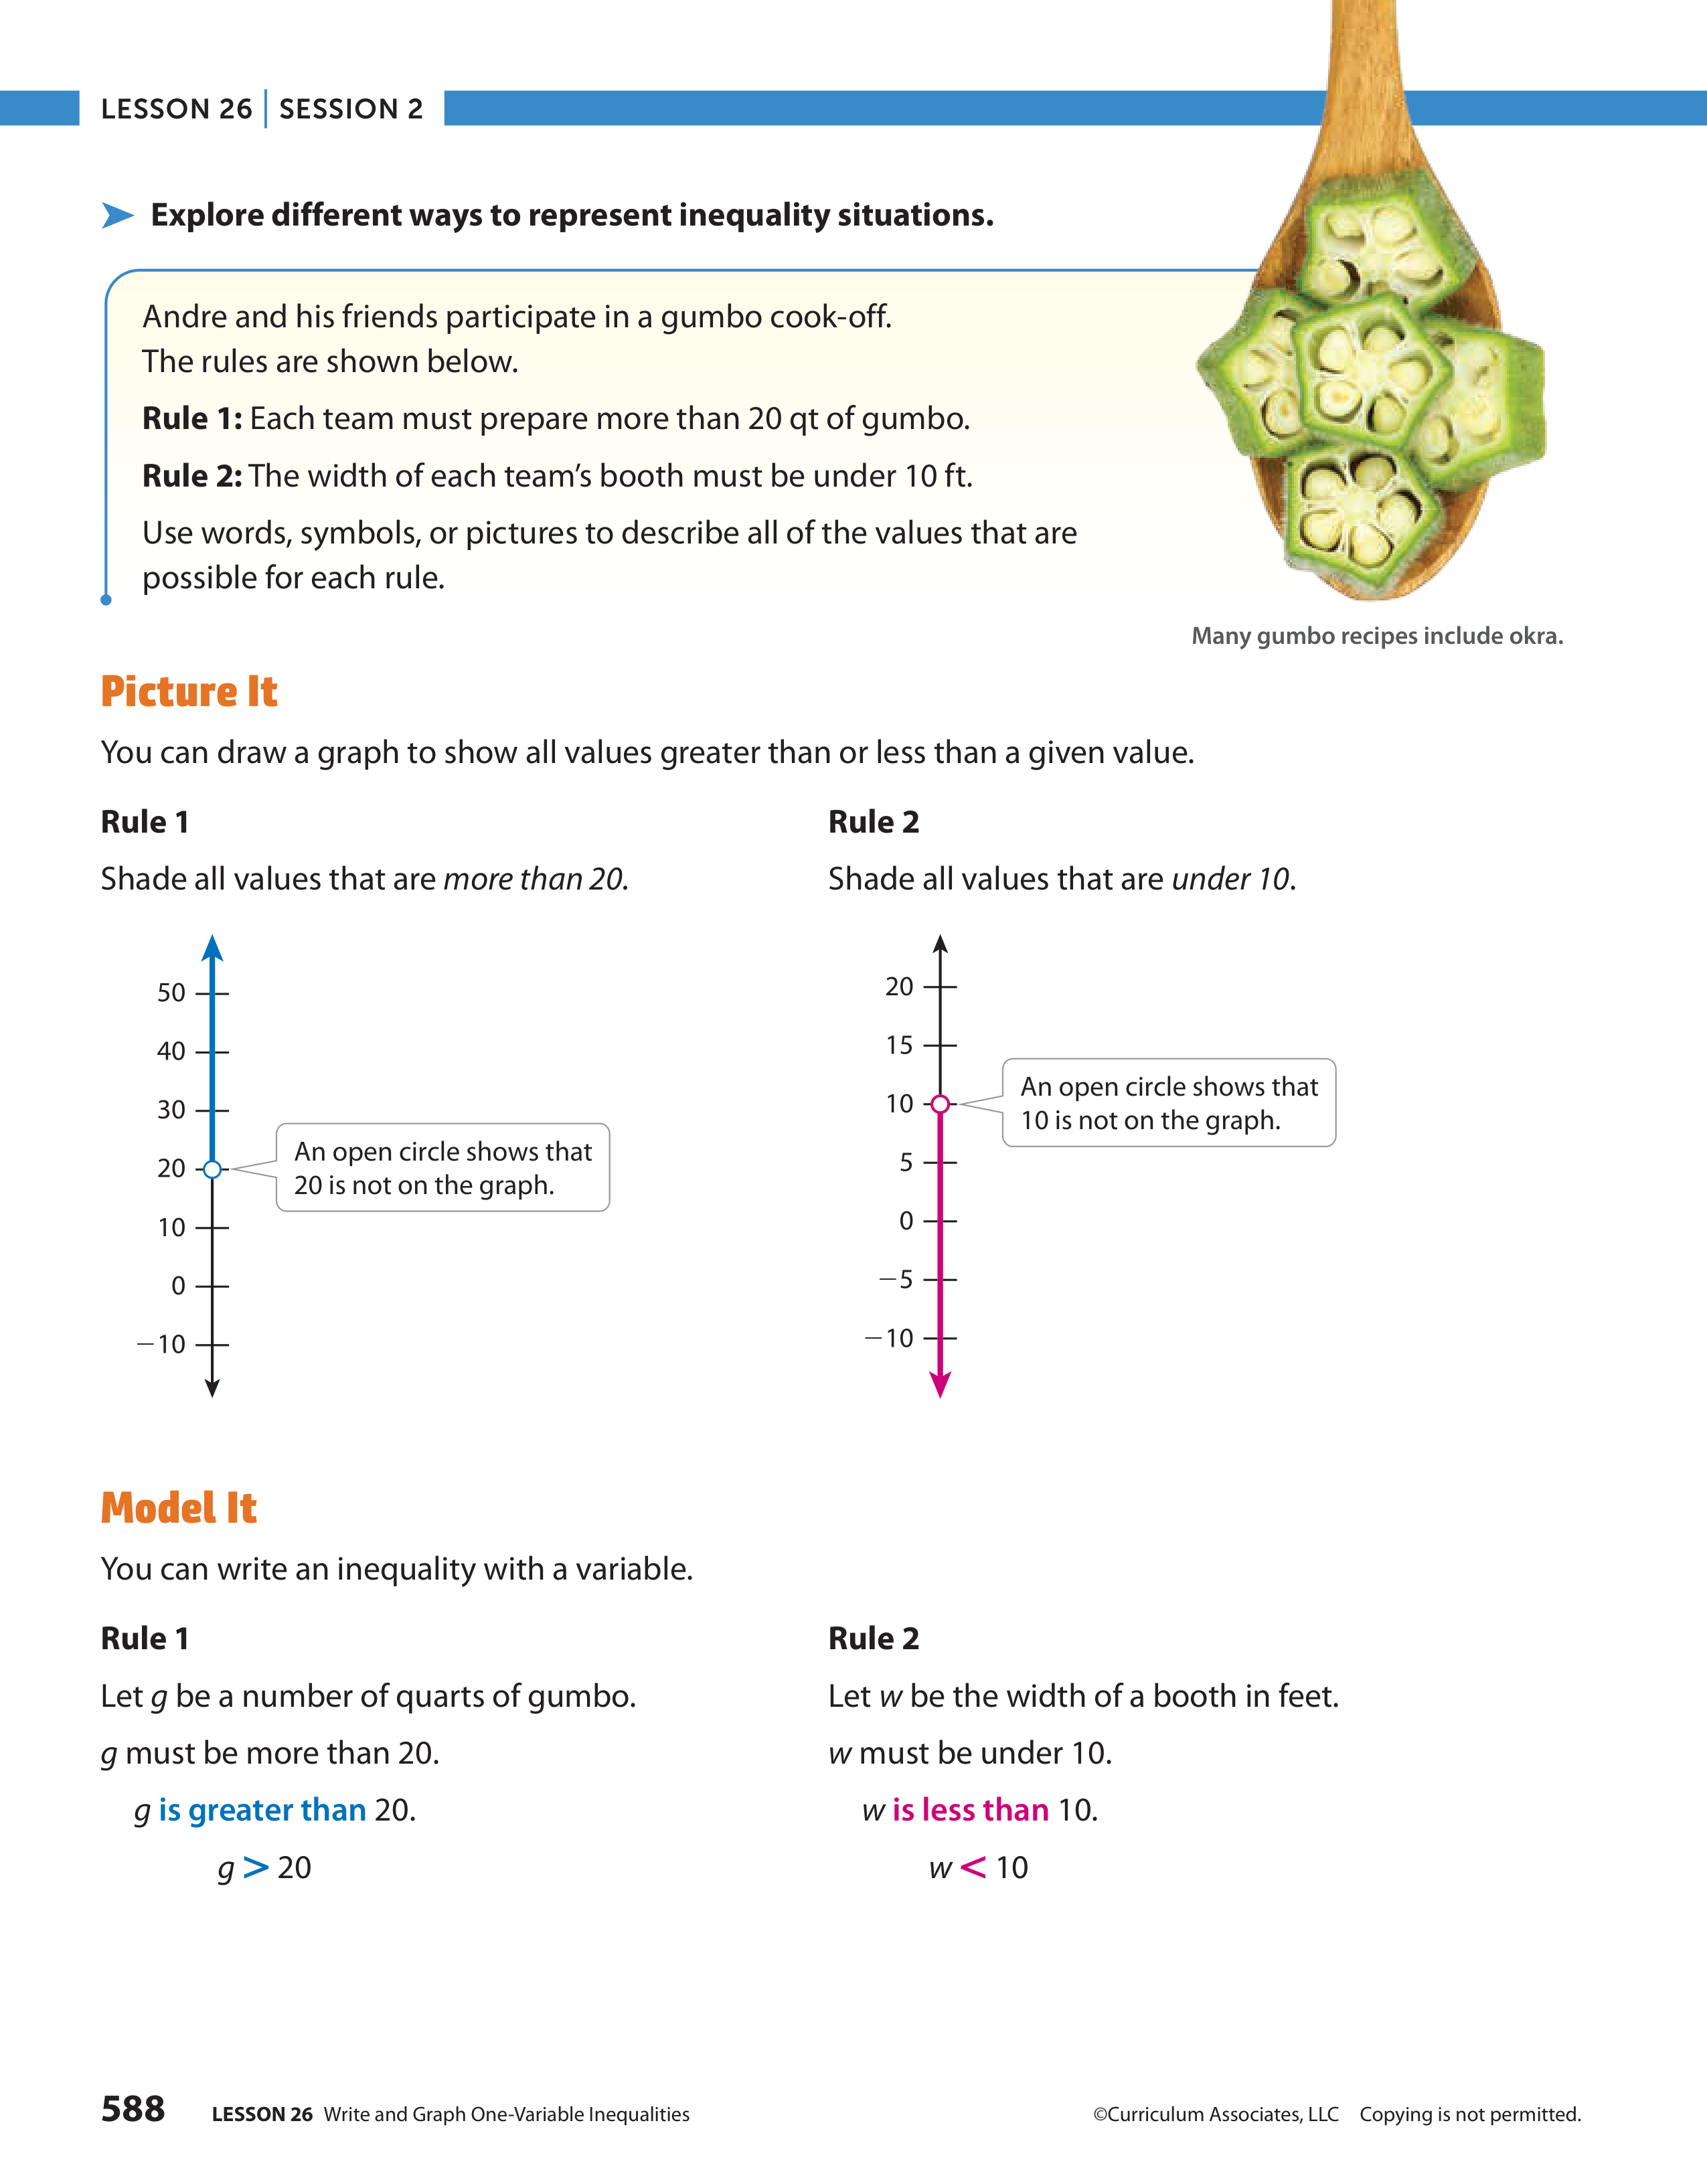 LESSON 26 | SESSION 2
Explore different ways to represent inequality situations.
Andre and his friends participate in a gumbo cook-off.
The rules are shown below.
Rule 1: Each team must prepare more than 20 qt of gumbo.
Rule 2: The width of each team's booth must be under 10 ft.
Use words, symbols, or pictures to describe all of the values that are
possible for each rule.
Many gumbo recipes include okra.
Picture It
You can draw a graph to show all values greater than or less than a given value.
Rule 1
Shade all values that are more than 20.
50
40
30
20
10
0
−10
An open circle shows that
20 is not on the graph.
Rule 2
Shade all values that are under 10.
20
15
10
5
0
−5
−10
An open circle shows that
10 is not on the graph.
Model It
You can write an inequality with a variable.
Rule 1
Let g be a number of quarts of gumbo.
g must be more than 20.
g is greater than 20.
g > 20
Rule 2
Let w be the width of a booth in feet.
w must be under 10.
w is less than 10.
w < 10
588 LESSON 26 Write and Graph One-Variable Inequalities
©Curriculum Associates, LLC Copying is not permitted.